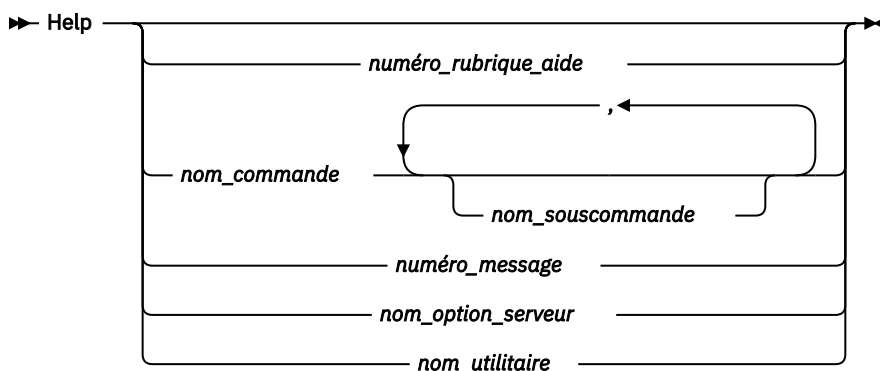 Help
numéro_rubrique_aide
,
nom_commande
nom_souscommande
numéro_message
nom_option_serveur
nom_utilitaire